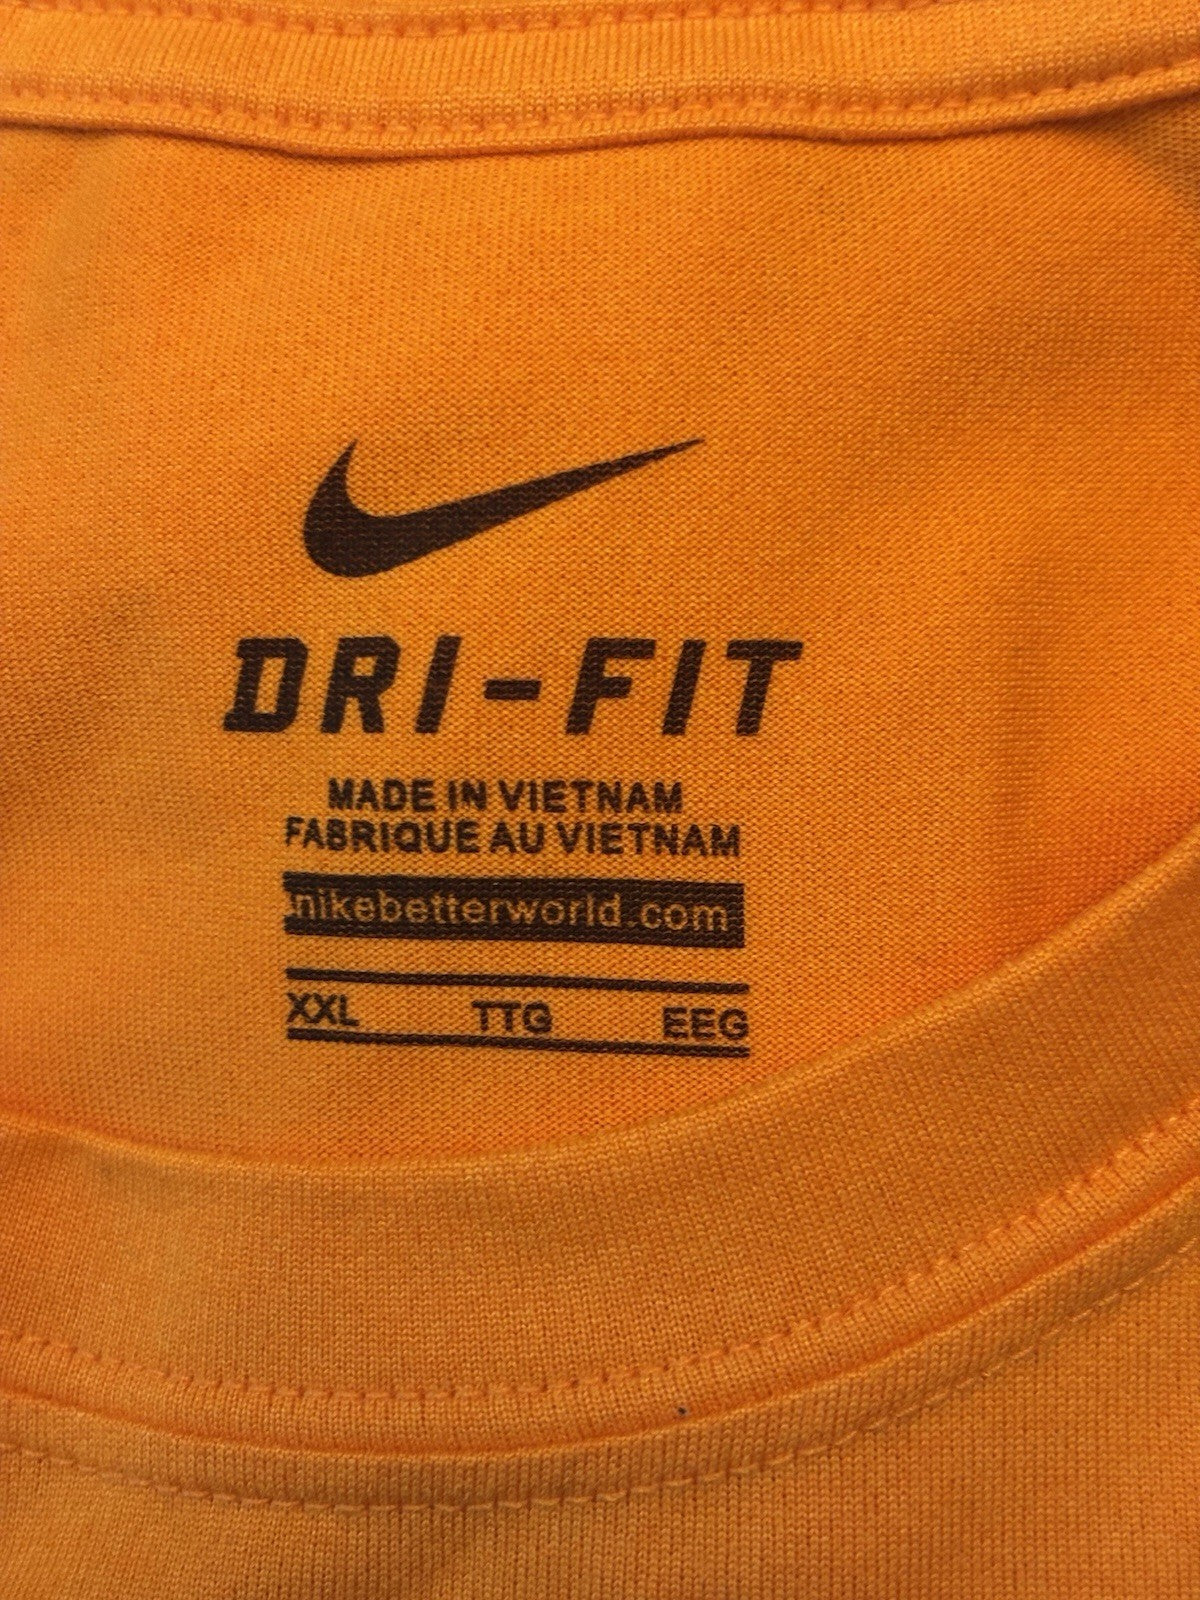 DRI-FIT
MADE IN VIETNAM
FABRIQUE AU VIETNAM
nikebetterworld.com
XXL TTG EEG